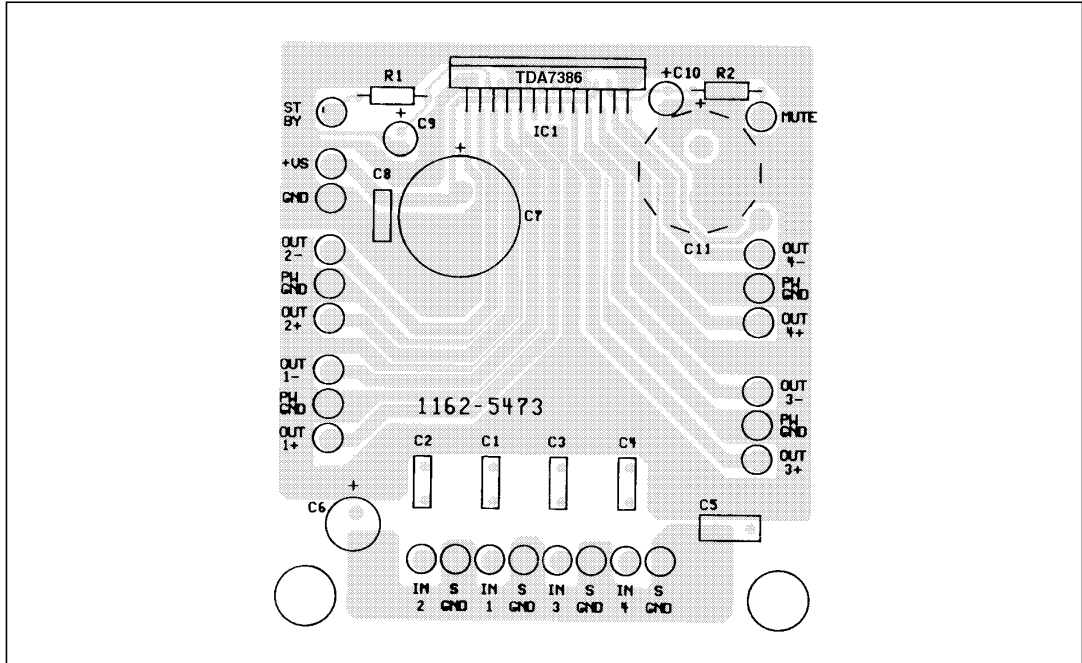 TDA7386
+C10
R2
R1
+
ST
BY
+
C9
IC1
MUTE
+VS
C8
+
GND
C7
C11
OUT
2-
OUT
4-
PW
GND
PW
GND
OUT
2+
OUT
4+
OUT
1-
OUT
3-
PW
GND
1162-5473
PW
GND
OUT
1+
C2
C1
C3
C4
OUT
3+
+
C6
C5
IN
2
S
GND
IN
1
S
GND
IN
3
S
GND
IN
4
S
GND